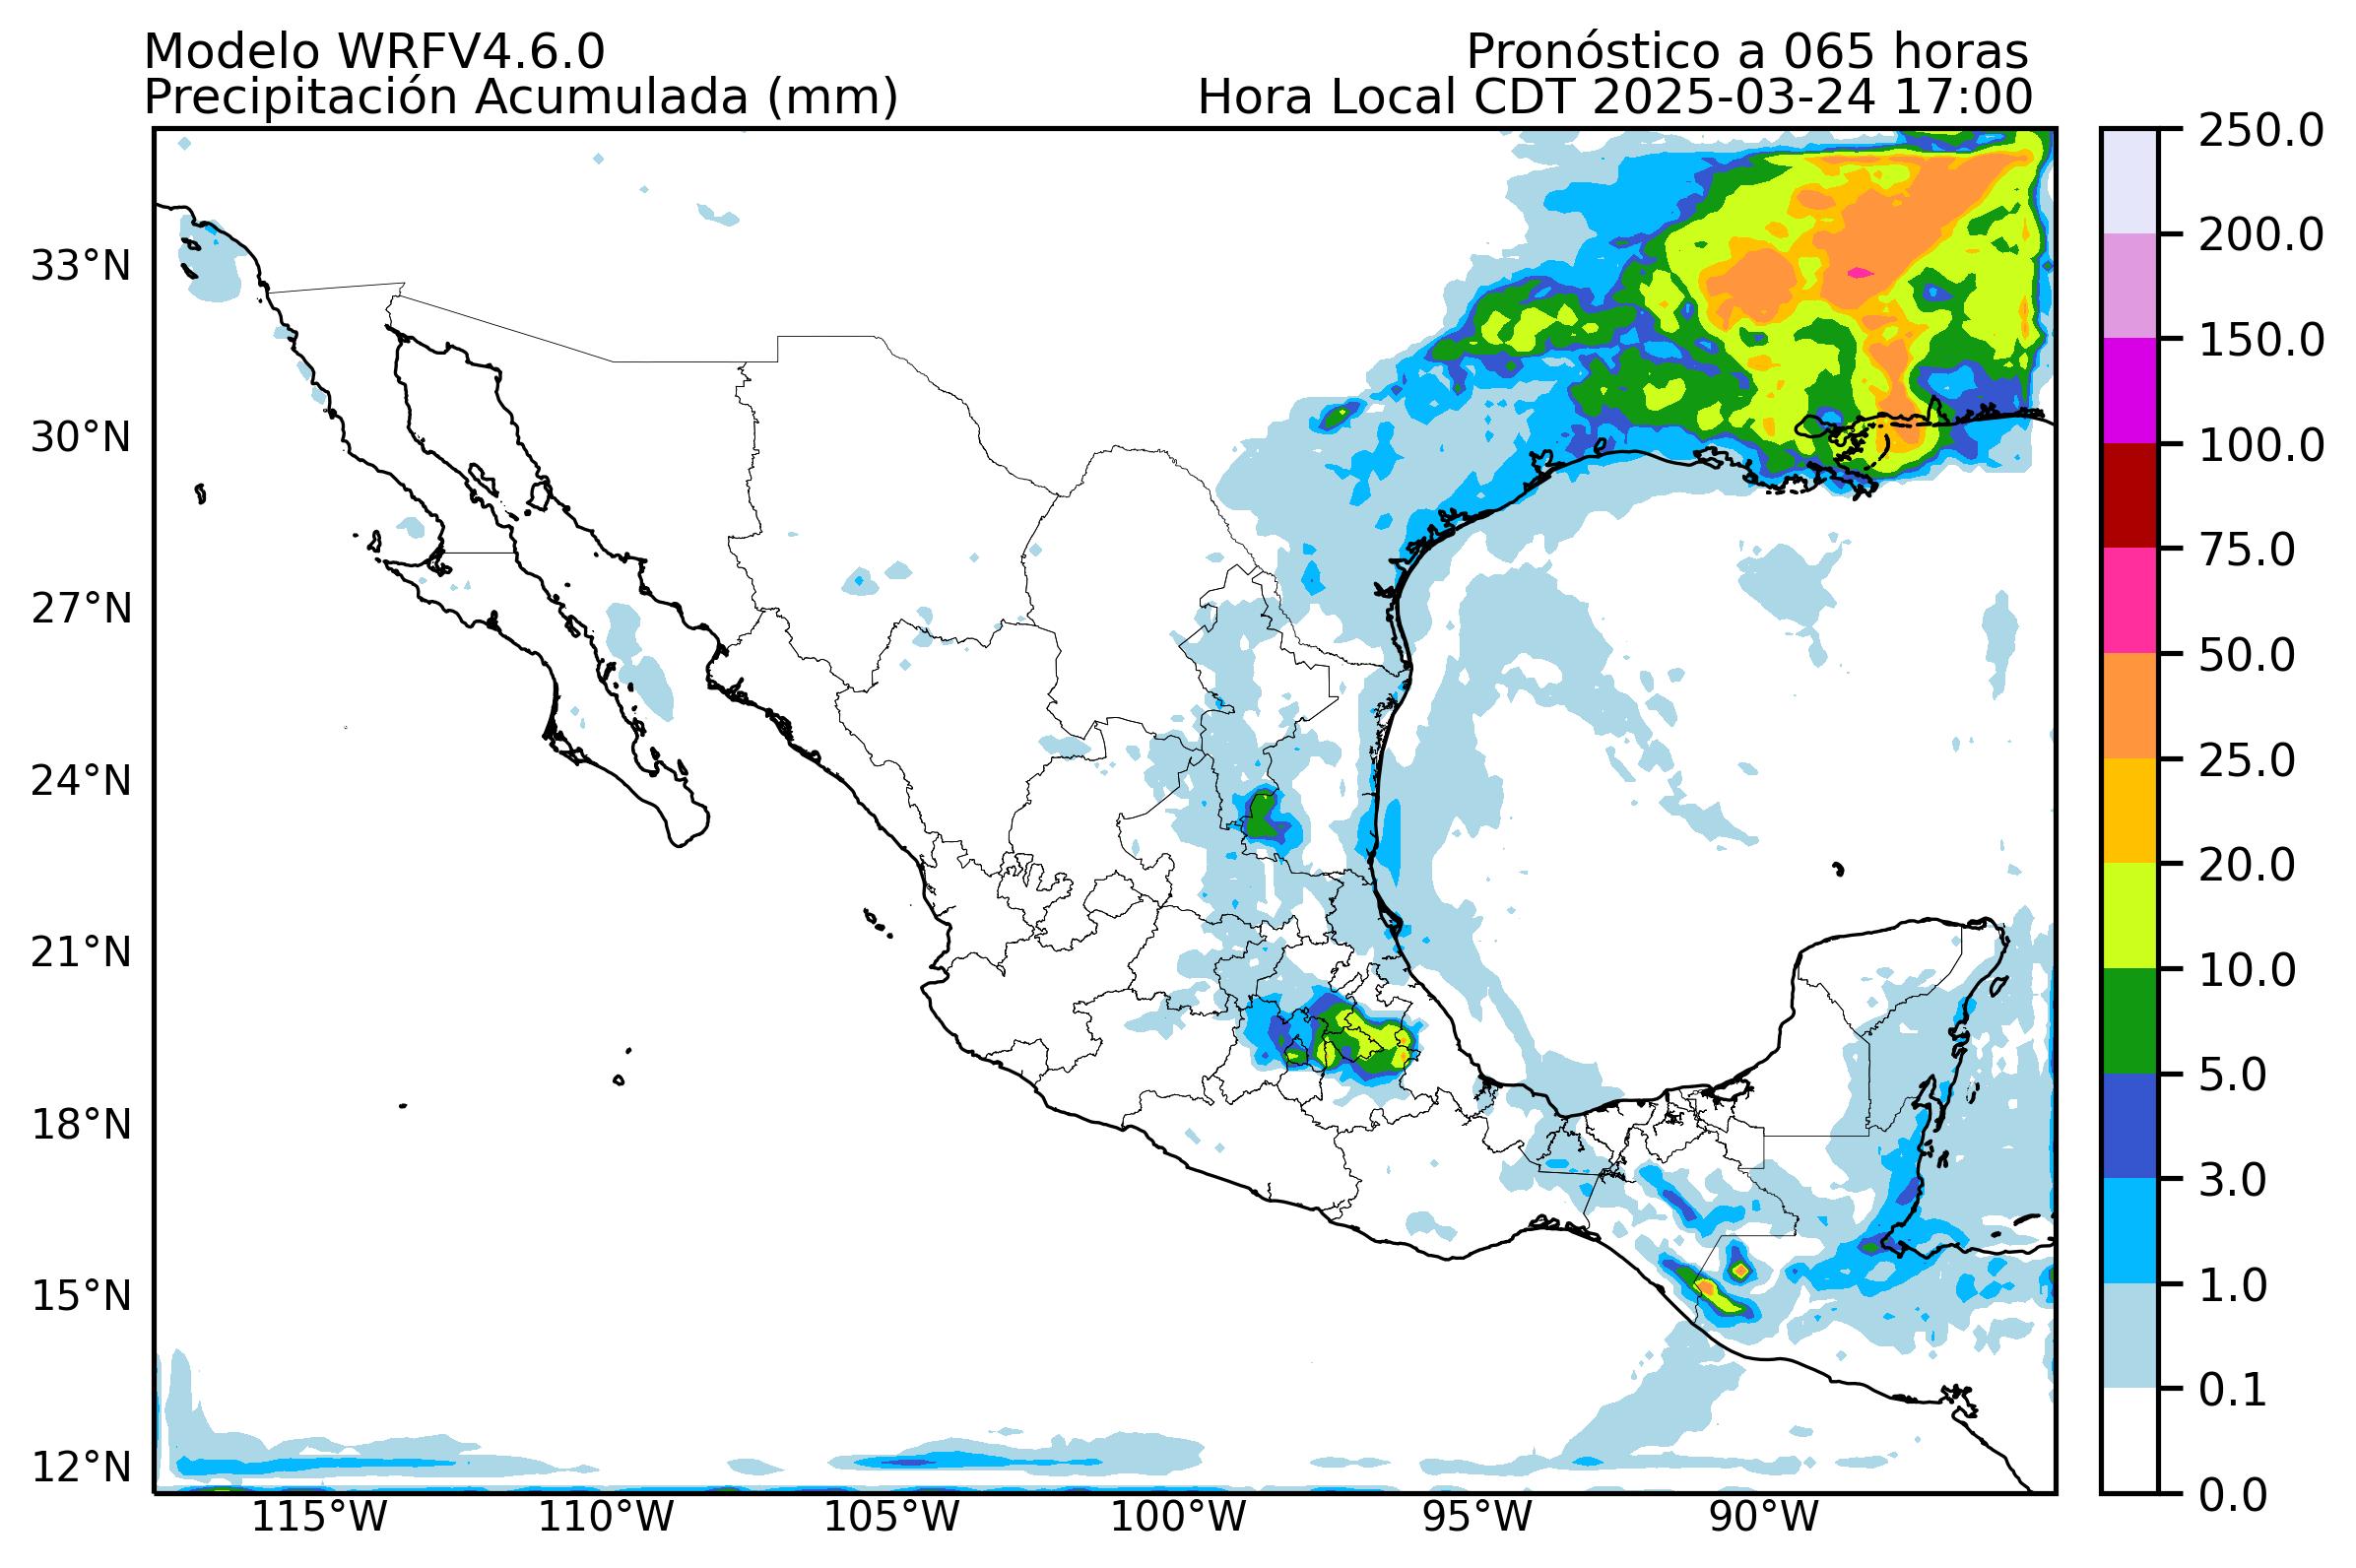 Modelo WRFV4.6.0
Pronóstico a 065 horas
Precipitación Acumulada (mm)
Hora Local CDT 2025-03-24 17:00
33°N
30°N
27°N
24°N
21°N
18°N
15°N
12°N
115°W
110°W
105°W
100°W
95°W
90°W
250.0
200.0
150.0
100.0
75.0
50.0
25.0
20.0
10.0
5.0
3.0
1.0
0.1
0.0